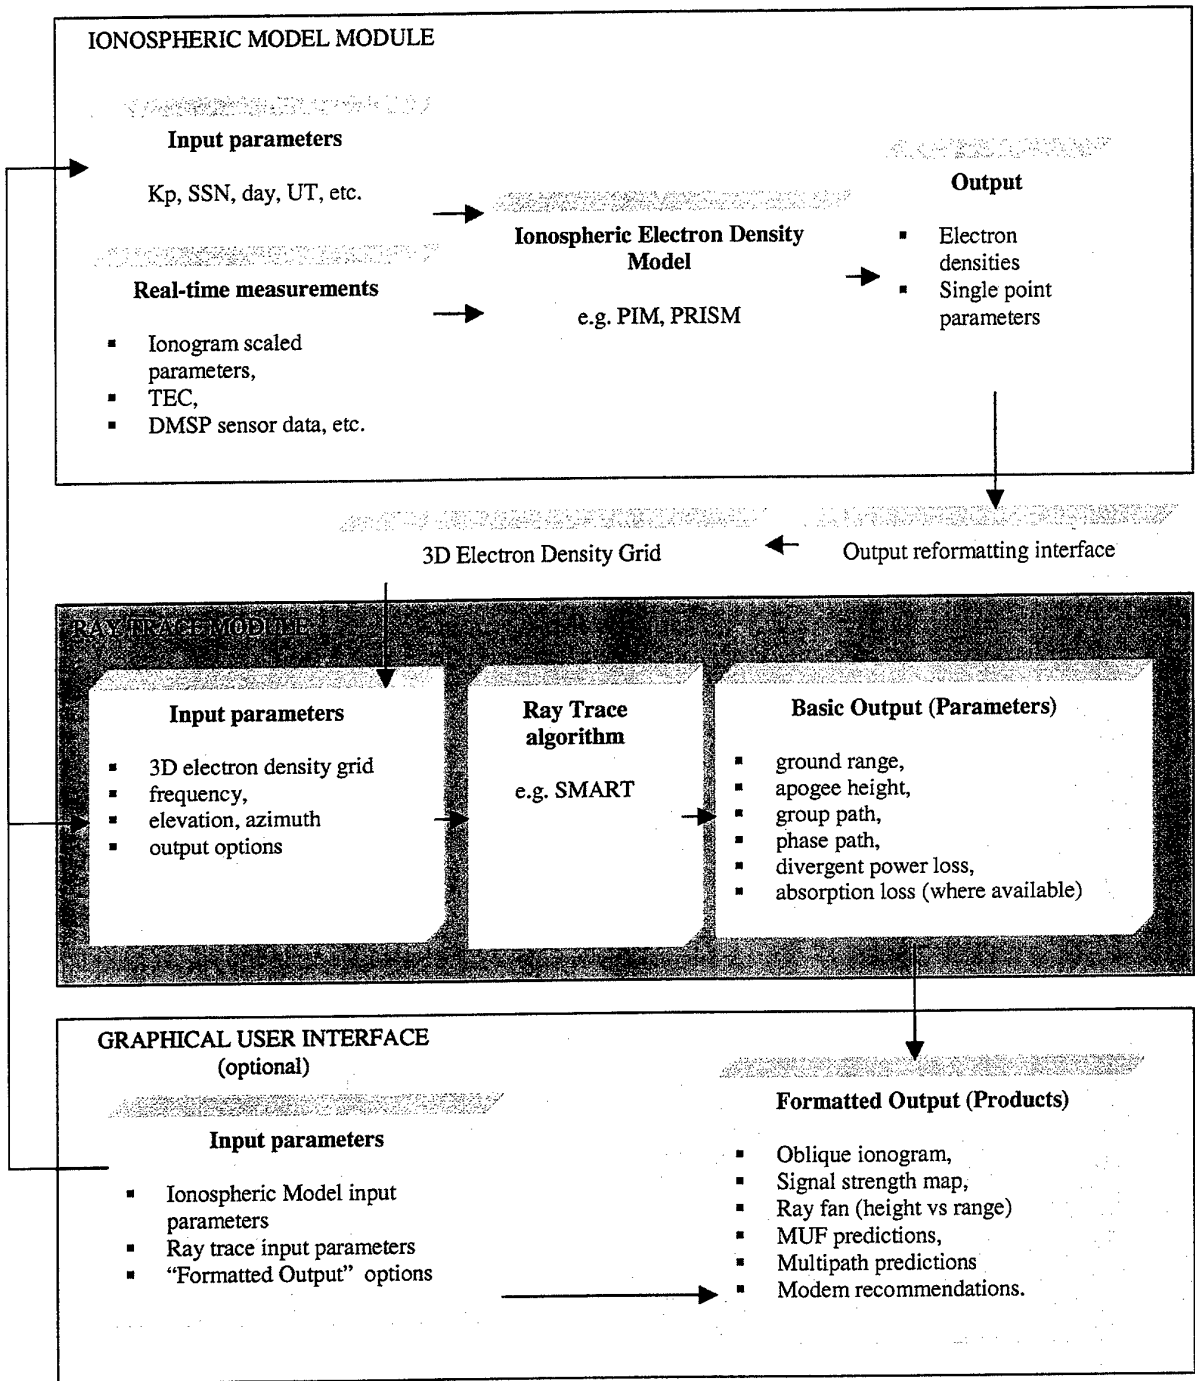 IONOSPHERIC MODEL MODULE
Input parameters
Kp, SSN, day, UT, etc.
Real-time measurements
▪ Ionogram scaled
parameters,
▪ TEC,
▪ DMSP sensor data, etc.
Ionospheric Electron Density
Model
e.g. PIM, PRISM
Output
▪ Electron
densities
▪ Single point
parameters
Output reformatting interface
3D Electron Density Grid
RAY TRACE MODULE
Input parameters
▪ 3D electron density grid
▪ frequency,
▪ elevation, azimuth
▪ output options
Ray Trace
algorithm
e.g. SMART
Basic Output (Parameters)
▪ ground range,
▪ apogee height,
▪ group path,
▪ phase path,
▪ divergent power loss,
▪ absorption loss (where available)
GRAPHICAL USER INTERFACE
(optional)
Input parameters
▪ Ionospheric Model input
parameters
▪ Ray trace input parameters
▪ “Formatted Output” options
Formatted Output (Products)
▪ Oblique ionogram,
▪ Signal strength map,
▪ Ray fan (height vs range)
▪ MUF predictions,
▪ Multipath predictions
▪ Modem recommendations.